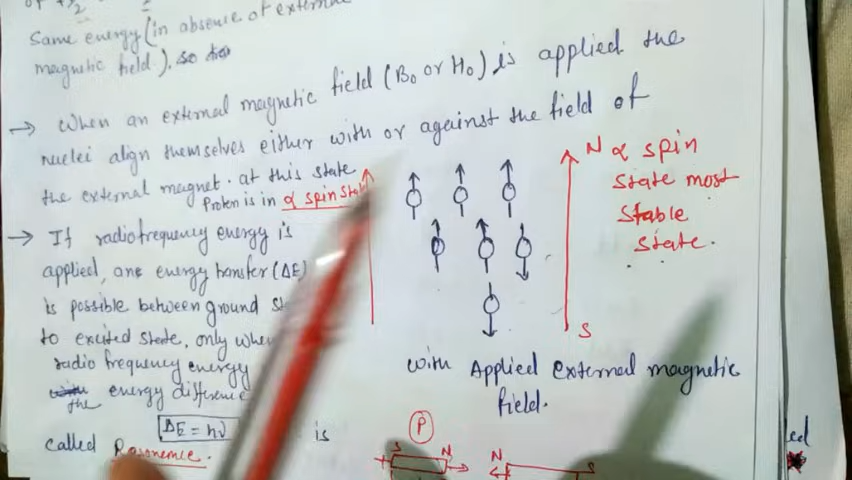 Same energy (in absence of external
magnetic field), so
→ When an external magnetic field (B₀ or H₀) is applied the
nuclei align themselves either with or against the field of
the external magnet. at this state
Proten is in α spin Stat
→ If radiofrequency energy is
applied, one energy transfer (ΔE)
is possible between ground st
to excited state, only when
radio frequency energy
the energy difference
ΔE = hν is
called Resonence.
N α spin
State most
Stable
State.
S
with Applied external magnetic
field.
P
S N
+
N S